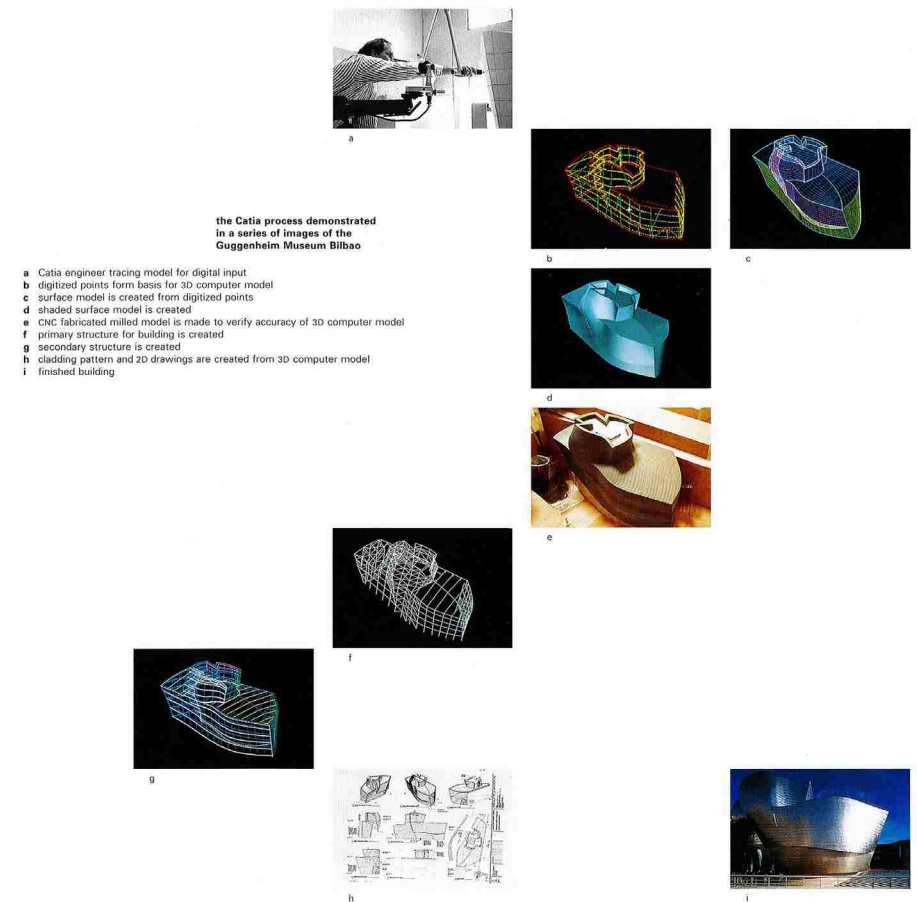 a
b
c
the Catia process demonstrated
in a series of images of the
Guggenheim Museum Bilbao
a Catia engineer tracing model for digital input
b digitized points form basis for 3D computer model
c surface model is created from digitized points
d shaded surface model is created
e CNC fabricated milled model is made to verify accuracy of 3D computer model
f primary structure for building is created
g secondary structure is created
h cladding pattern and 2D drawings are created from 3D computer model
i finished building
d
e
f
g
h
i